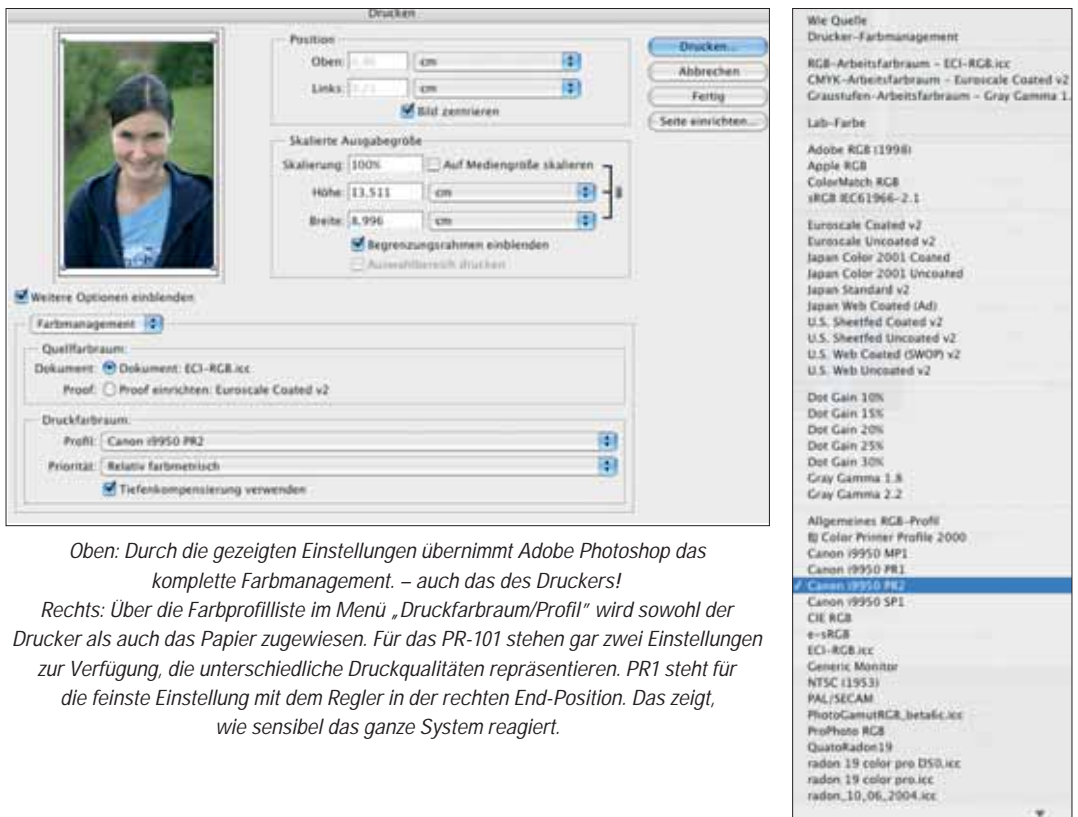 Drucken
Position
Oben: cm
Links: cm
Bild zentrieren
Skalierte Ausgabegröße
Skalierung: 100% Auf Mediengröße skalieren
Höhe: 13.511 cm
Breite: 8.996 cm
Begrenzungsrahmen einblenden
Auswahlbereich drucken
Drucken...
Abbrechen
Fertig
Seite einrichten...
Weitere Optionen einblenden
Farbmanagement
Quellfarbraum:
Dokument: Dokument: ECI-RGB.icc
Proof: Proof einrichten: Euroscale Coated v2
Druckfarbraum:
Profil: Canon i9950 PR2
Priorität: Relativ farbmetrisch
Tiefenkompensierung verwenden
Oben: Durch die gezeigten Einstellungen übernimmt Adobe Photoshop das
komplette Farbmanagement. – auch das des Druckers!
Rechts: Über die Farbprofilliste im Menü „Druckfarbraum/Profil” wird sowohl der
Drucker als auch das Papier zugewiesen. Für das PR-101 stehen gar zwei Einstellungen
zur Verfügung, die unterschiedliche Druckqualitäten repräsentieren. PR1 steht für
die feinste Einstellung mit dem Regler in der rechten End-Position. Das zeigt,
wie sensibel das ganze System reagiert.
Wie Quelle
Drucker-Farbmanagement
RGB-Arbeitsfarbraum - ECI-RGB.icc
CMYK-Arbeitsfarbraum - Euroscale Coated v2
Graustufen-Arbeitsfarbraum - Gray Gamma 1.
Lab-Farbe
Adobe RGB (1998)
Apple RGB
ColorMatch RGB
sRGB IEC61966-2.1
Euroscale Coated v2
Euroscale Uncoated v2
Japan Color 2001 Coated
Japan Color 2001 Uncoated
Japan Standard v2
Japan Web Coated (Ad)
U.S. Sheetfed Coated v2
U.S. Sheetfed Uncoated v2
U.S. Web Coated (SWOP) v2
U.S. Web Uncoated v2
Dot Gain 10%
Dot Gain 15%
Dot Gain 20%
Dot Gain 25%
Dot Gain 30%
Gray Gamma 1.8
Gray Gamma 2.2
Allgemeines RGB-Profil
BJ Color Printer Profile 2000
Canon i9950 MP1
Canon i9950 PR1
✓ Canon i9950 PR2
Canon i9950 SP1
CIE RGB
e-sRGB
ECI-RGB.icc
Generic Monitor
NTSC (1953)
PAL/SECAM
PhotoGamutRGB_beta6c.icc
ProPhoto RGB
QuatoRadon19
radon 19 color pro D50.icc
radon 19 color pro.icc
radon_10_06_2004.icc